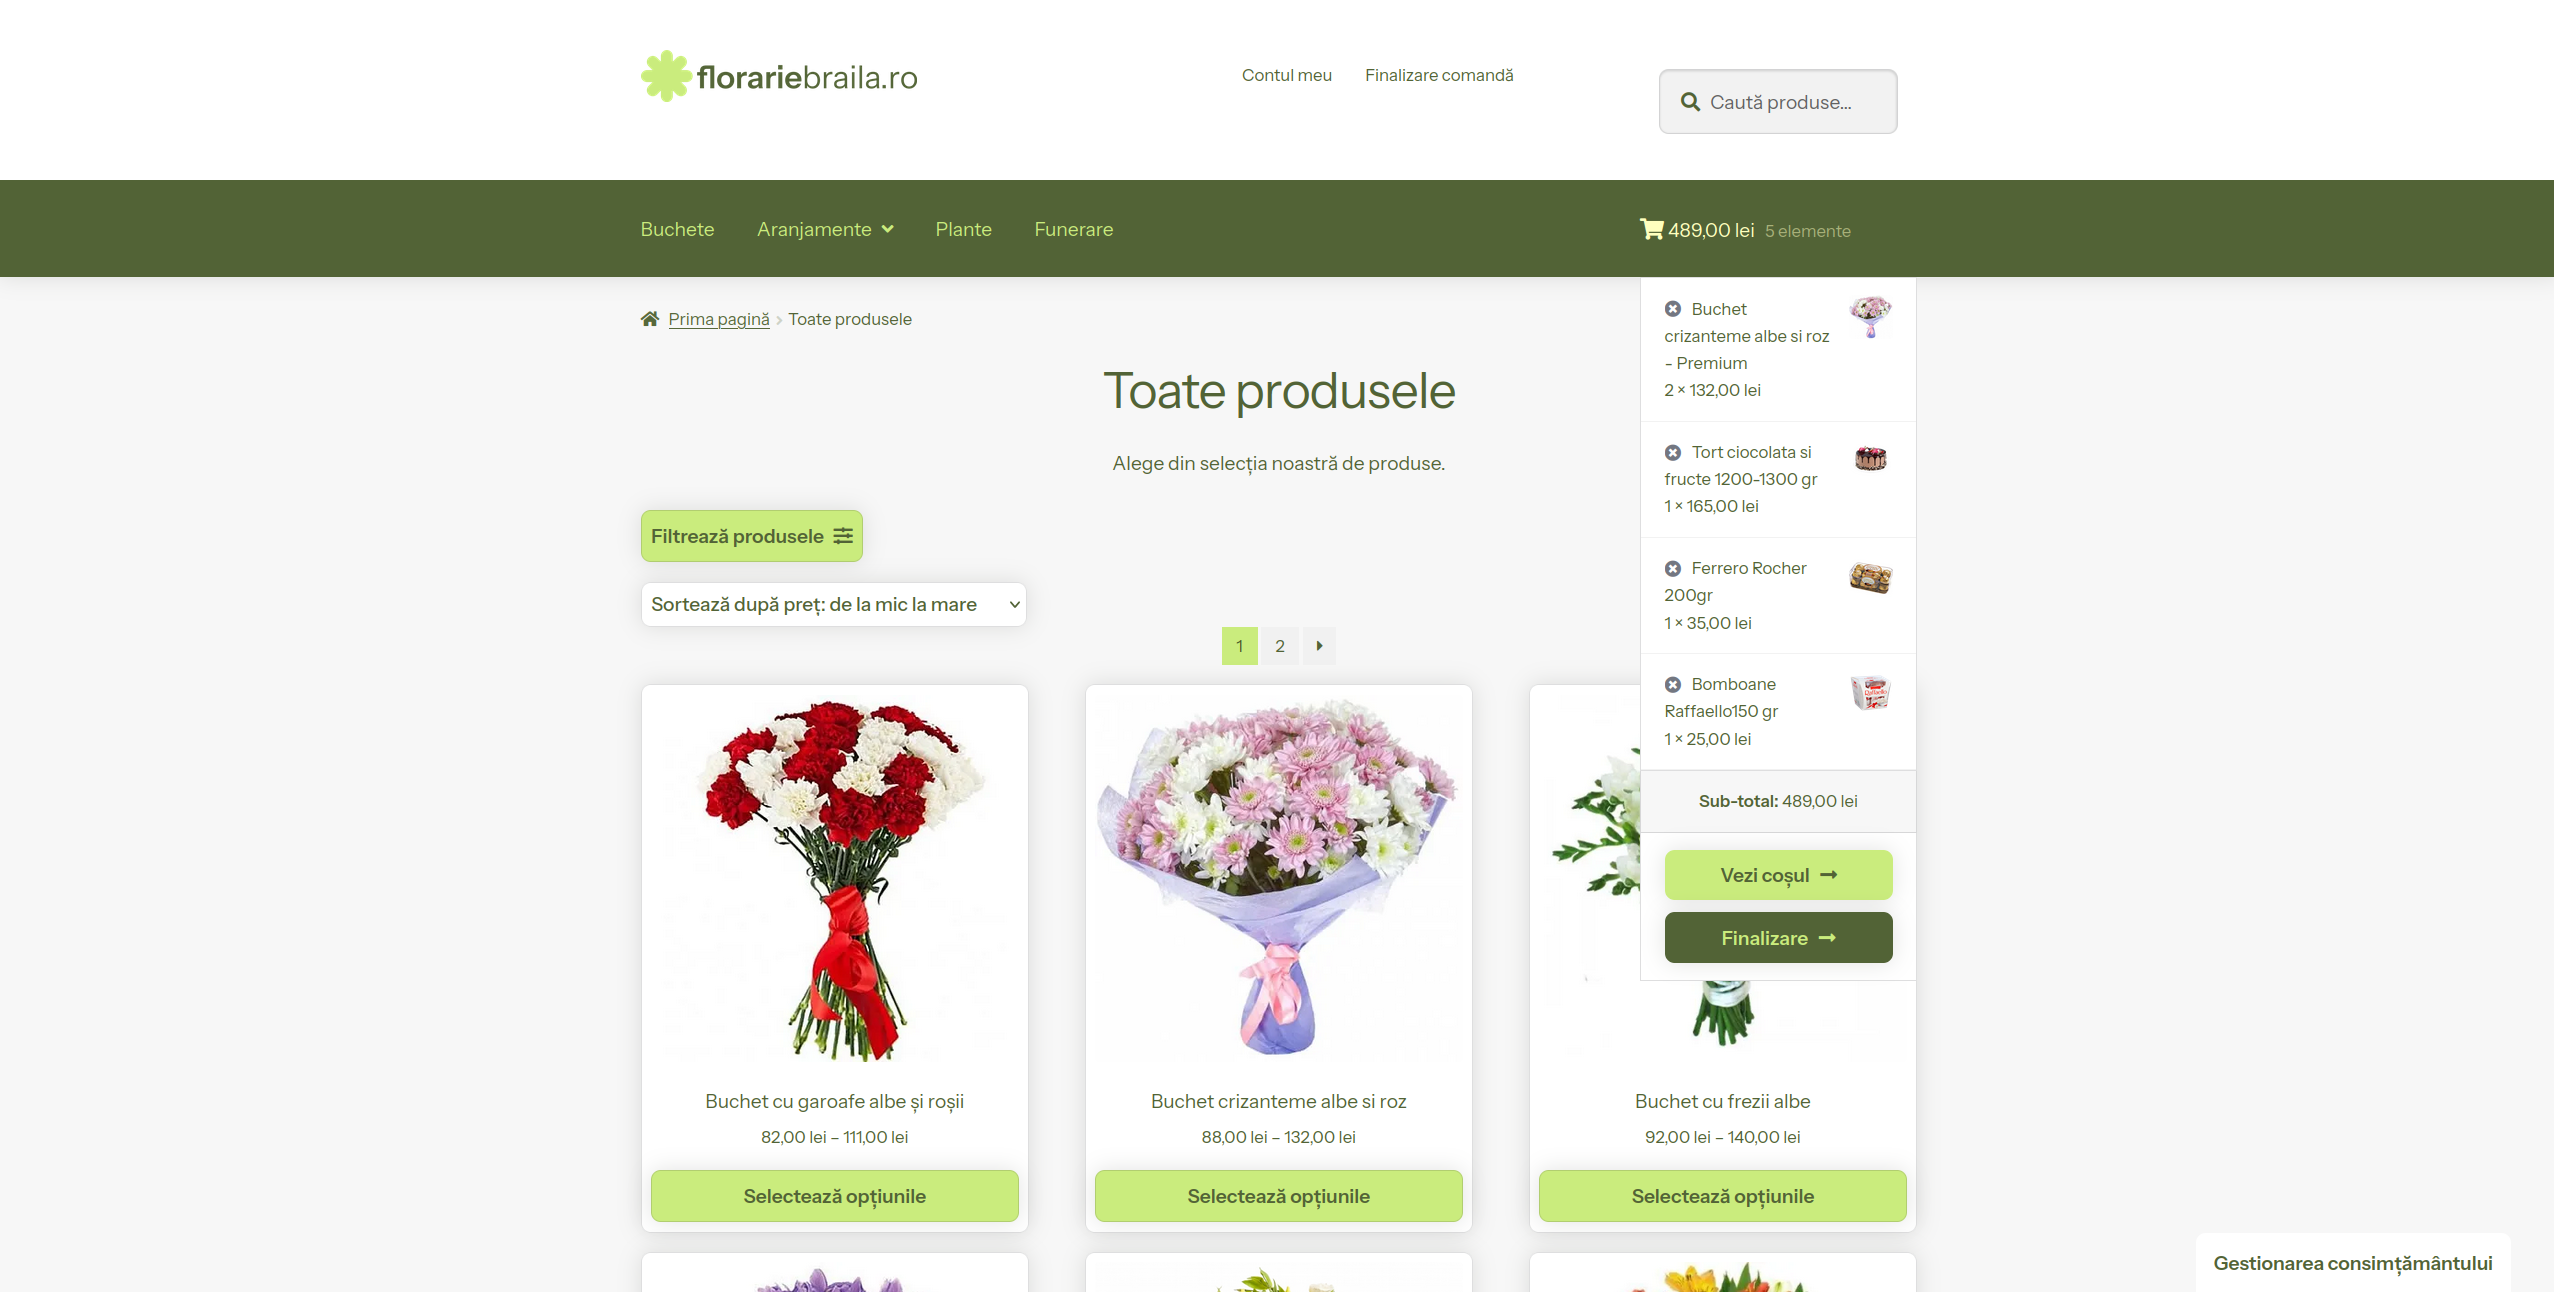 florariebraila.ro
Contul meu
Finalizare comandă
Caută produse...
Buchete
Aranjamente
Plante
Funerare
489,00 lei 5 elemente
Prima pagină
Toate produsele
Toate produsele
Alege din selecția noastră de produse.
Filtrează produsele
Sortează după preț: de la mic la mare
1
2
Buchet
crizanteme albe si roz
- Premium
2 × 132,00 lei
Tort ciocolata si
fructe 1200-1300 gr
1 × 165,00 lei
Ferrero Rocher
200gr
1 × 35,00 lei
Bomboane
Raffaello150 gr
1 × 25,00 lei
Sub-total: 489,00 lei
Vezi coșul
Finalizare
Buchet cu garoafe albe și roșii
82,00 lei – 111,00 lei
Selectează opțiunile
Buchet crizanteme albe si roz
88,00 lei – 132,00 lei
Selectează opțiunile
Buchet cu frezii albe
92,00 lei – 140,00 lei
Selectează opțiunile
Gestionarea consimțământului